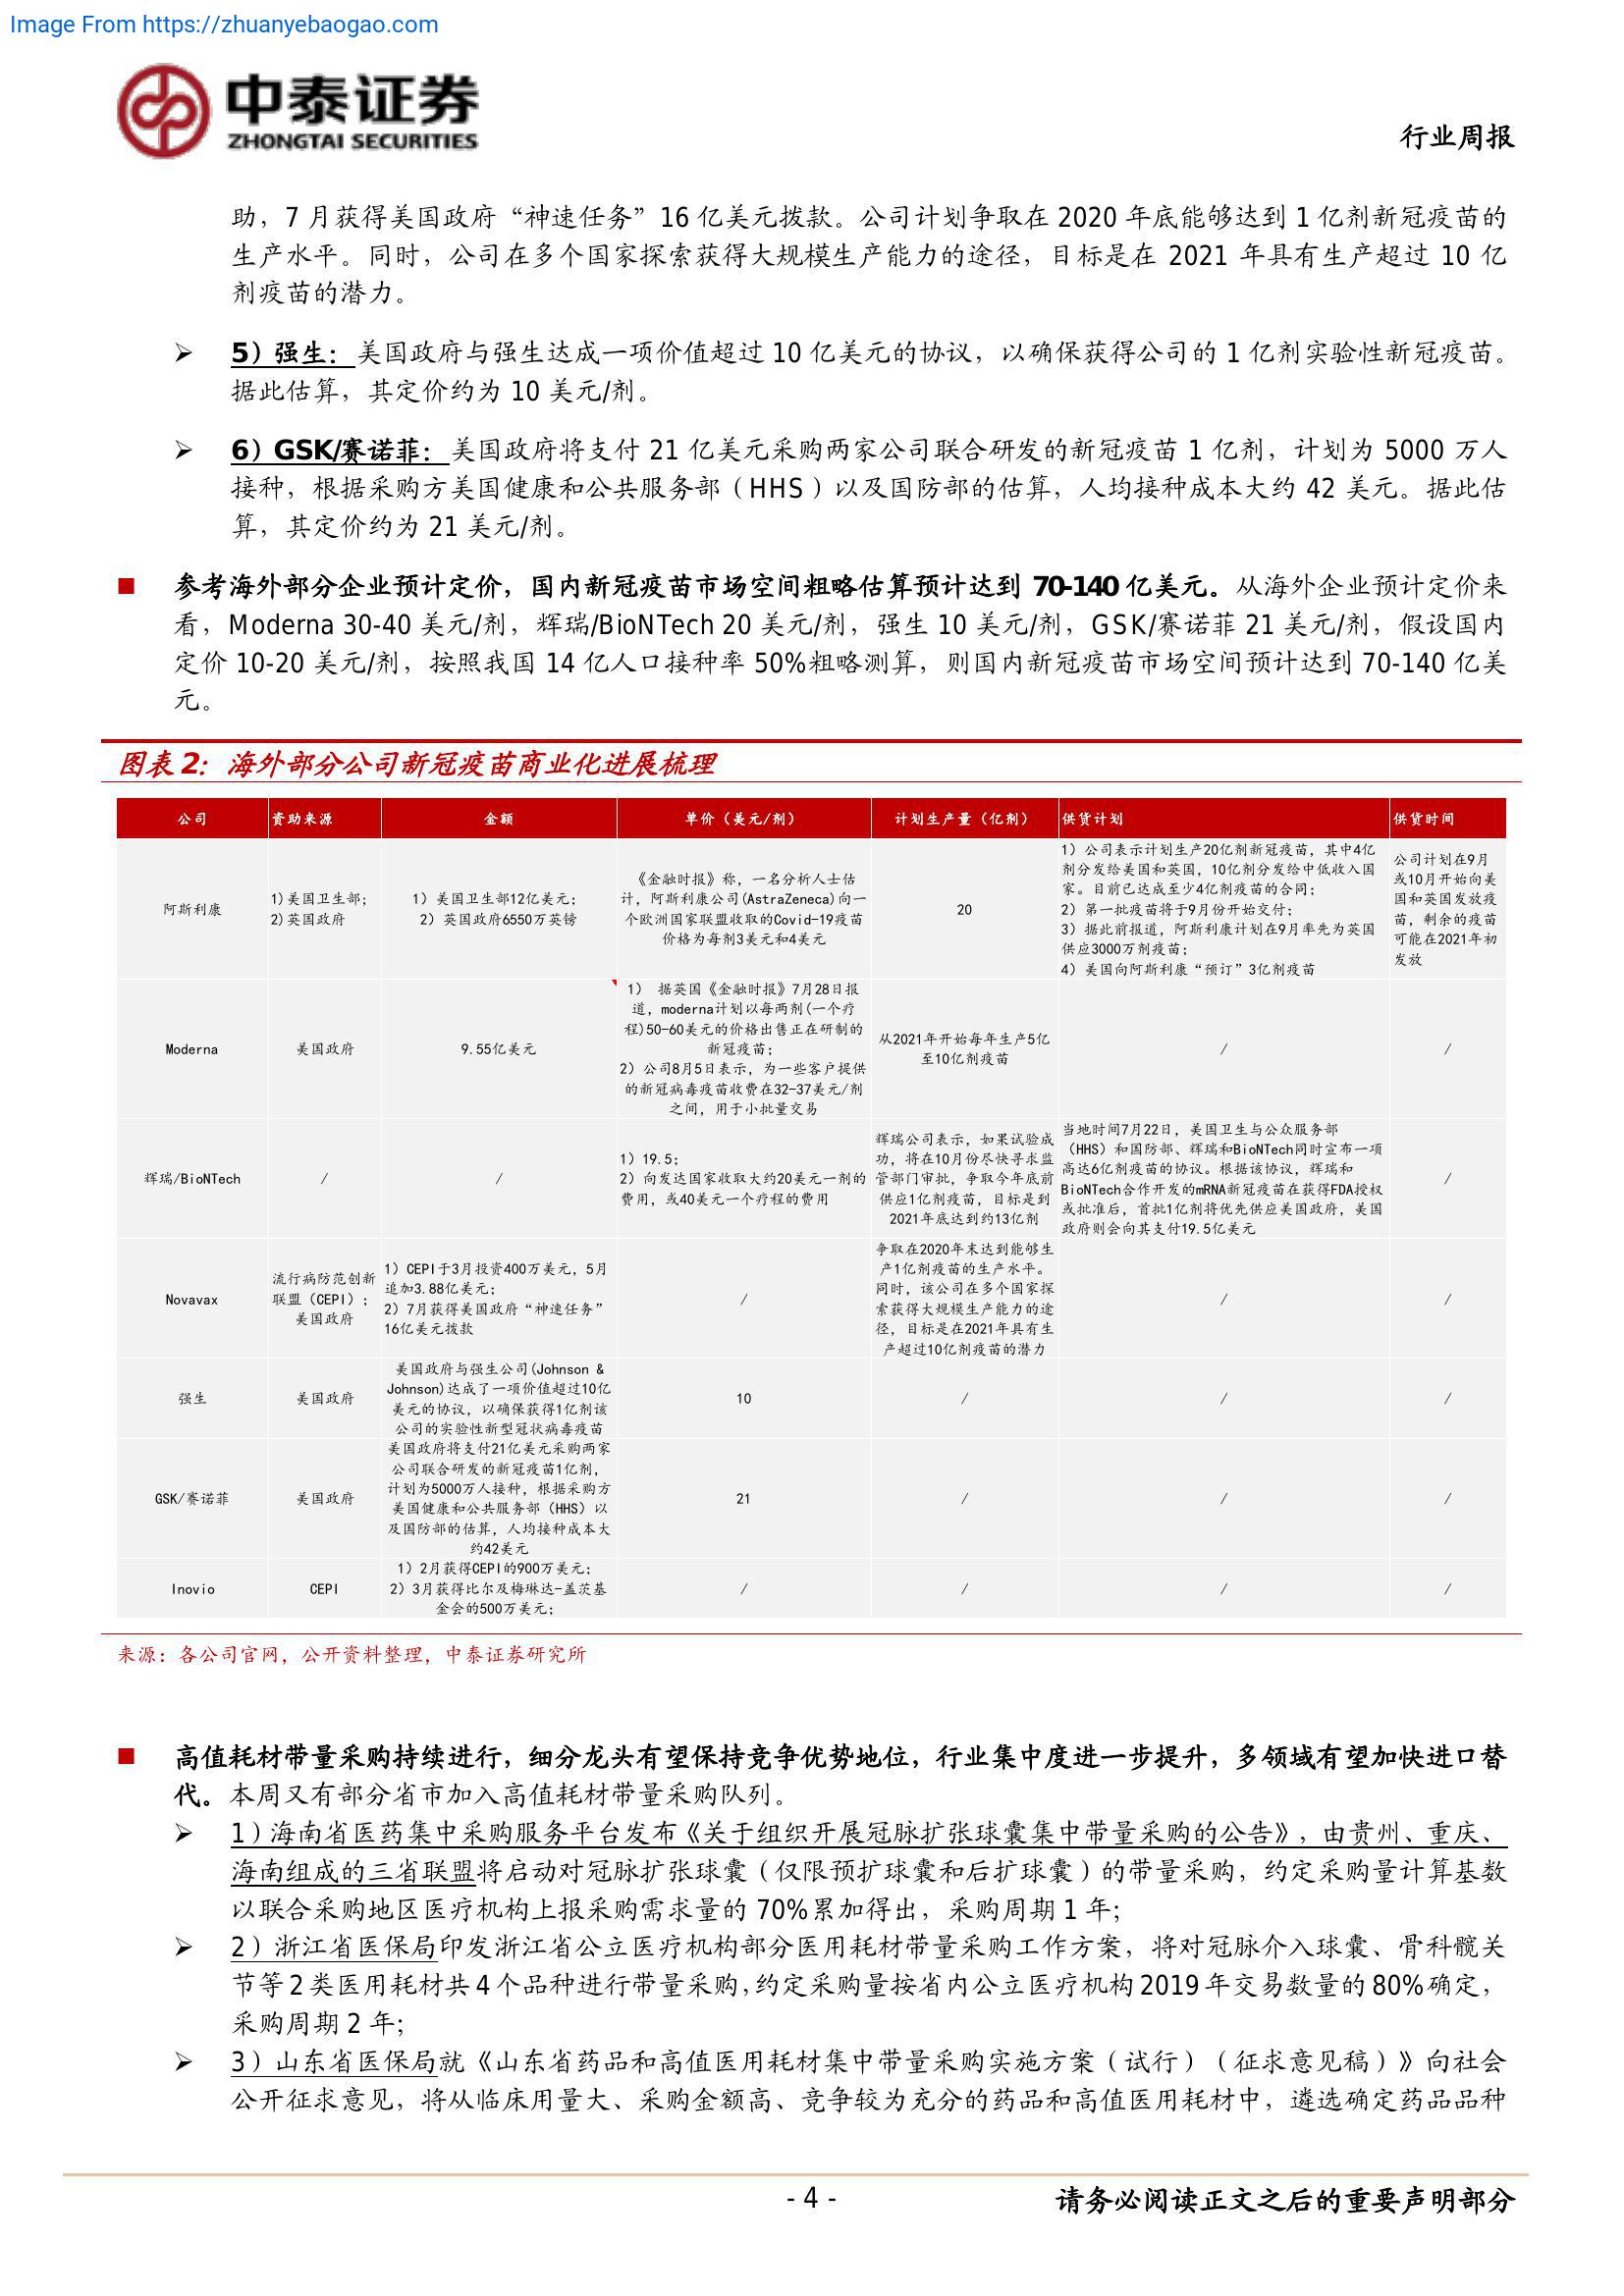 Image From https://zhuanyebaogao.com
中泰证券
ZHONGTAI SECURITIES
行业周报
助，7 月获得美国政府“神速任务”16 亿美元拨款。公司计划争取在 2020 年底能够达到 1 亿剂新冠疫苗的
生产水平。同时，公司在多个国家探索获得大规模生产能力的途径，目标是在 2021 年具有生产超过 10 亿
剂疫苗的潜力。
➢ 5）强生：美国政府与强生达成一项价值超过 10 亿美元的协议，以确保获得公司的 1 亿剂实验性新冠疫苗。
据此估算，其定价约为 10 美元/剂。
➢ 6）GSK/赛诺菲：美国政府将支付 21 亿美元采购两家公司联合研发的新冠疫苗 1 亿剂，计划为 5000 万人
接种，根据采购方美国健康和公共服务部（HHS）以及国防部的估算，人均接种成本大约 42 美元。据此估
算，其定价约为 21 美元/剂。
■ 参考海外部分企业预计定价，国内新冠疫苗市场空间粗略估算预计达到 70-140 亿美元。从海外企业预计定价来
看，Moderna 30-40 美元/剂，辉瑞/BioNTech 20 美元/剂，强生 10 美元/剂，GSK/赛诺菲 21 美元/剂，假设国内
定价 10-20 美元/剂，按照我国 14 亿人口接种率 50%粗略测算，则国内新冠疫苗市场空间预计达到 70-140 亿美
元。
图表 2：海外部分公司新冠疫苗商业化进展梳理
公司 资助来源 金额 单价（美元/剂） 计划生产量（亿剂） 供货计划 供货时间
阿斯利康
1)美国卫生部;
2)英国政府
1) 美国卫生部12亿美元;
2) 英国政府6550万英镑
《金融时报》称，一名分析人士估
计，阿斯利康公司(AstraZeneca)向一
个欧洲国家联盟收取的Covid-19疫苗
价格为每剂3美元和4美元
20
1）公司表示计划生产20亿剂新冠疫苗，其中4亿
剂分发给美国和英国，10亿剂分发给中低收入国
家。目前已达成至少4亿剂疫苗的合同；
2）第一批疫苗将于9月份开始交付；
3）据此前报道，阿斯利康计划在9月率先为英国
供应3000万剂疫苗；
4）美国向阿斯利康“预订”3亿剂疫苗
公司计划在9月
或10月开始向美
国和英国发放疫
苗，剩余的疫苗
可能在2021年初
发放
Moderna
美国政府
9.55亿美元
1） 据英国《金融时报》7月28日报
道，moderna计划以每两剂(一个疗
程)50-60美元的价格出售正在研制的
新冠疫苗；
2）公司8月5日表示，为一些客户提供
的新冠病毒疫苗收费在32-37美元/剂
之间，用于小批量交易
从2021年开始每年生产5亿
至10亿剂疫苗
/
/
辉瑞/BioNTech
/
/
1）19.5；
2）向发达国家收取大约20美元一剂的
费用，或40美元一个疗程的费用
辉瑞公司表示，如果试验成
功，将在10月份尽快寻求监
管部门审批，争取今年底前
供应1亿剂疫苗，目标是到
2021年底达到约13亿剂
当地时间7月22日，美国卫生与公众服务部
（HHS）和国防部、辉瑞和BioNTech同时宣布一项
高达6亿剂疫苗的协议。根据该协议，辉瑞和
BioNTech合作开发的mRNA新冠疫苗在获得FDA授权
或批准后，首批1亿剂将优先供应美国政府，美国
政府则会向其支付19.5亿美元
/
Novavax
流行病防范创新
联盟（CEPI）；
美国政府
1）CEPI于3月投资400万美元，5月
追加3.88亿美元；
2）7月获得美国政府“神速任务”
16亿美元拨款
/
争取在2020年末达到能够生
产1亿剂疫苗的生产水平。
同时，该公司在多个国家探
索获得大规模生产能力的途
径，目标是在2021年具有生
产超过10亿剂疫苗的潜力
/
/
强生
美国政府
美国政府与强生公司(Johnson &
Johnson)达成了一项价值超过10亿
美元的协议，以确保获得1亿剂该
公司的实验性新型冠状病毒疫苗
10
/
/
/
GSK/赛诺菲
美国政府
美国政府将支付21亿美元采购两家
公司联合研发的新冠疫苗1亿剂，
计划为5000万人接种，根据采购方
美国健康和公共服务部（HHS）以
及国防部的估算，人均接种成本大
约42美元
21
/
/
/
Inovio
CEPI
1）2月获得CEPI的900万美元；
2）3月获得比尔及梅琳达-盖茨基
金会的500万美元；
/
/
/
/
来源：各公司官网，公开资料整理，中泰证券研究所
■ 高值耗材带量采购持续进行，细分龙头有望保持竞争优势地位，行业集中度进一步提升，多领域有望加快进口替
代。本周又有部分省市加入高值耗材带量采购队列。
➢ 1）海南省医药集中采购服务平台发布《关于组织开展冠脉扩张球囊集中带量采购的公告》，由贵州、重庆、
海南组成的三省联盟将启动对冠脉扩张球囊（仅限预扩球囊和后扩球囊）的带量采购，约定采购量计算基数
以联合采购地区医疗机构上报采购需求量的 70%累加得出，采购周期 1 年；
➢ 2）浙江省医保局印发浙江省公立医疗机构部分医用耗材带量采购工作方案，将对冠脉介入球囊、骨科髋关
节等 2 类医用耗材共 4 个品种进行带量采购，约定采购量按省内公立医疗机构 2019 年交易数量的 80%确定，
采购周期 2 年；
➢ 3）山东省医保局就《山东省药品和高值医用耗材集中带量采购实施方案（试行）（征求意见稿）》向社会
公开征求意见，将从临床用量大、采购金额高、竞争较为充分的药品和高值医用耗材中，遴选确定药品品种
- 4 -
请务必阅读正文之后的重要声明部分